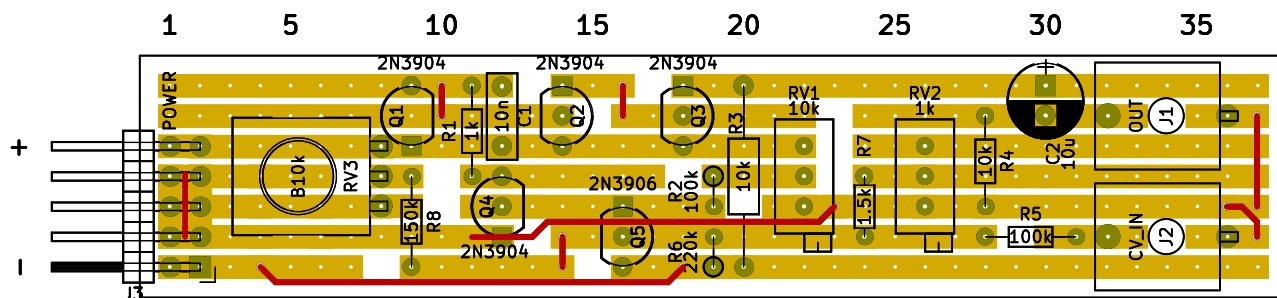 1 5 10 15 20 25 30 35
2N3904 2N3904 2N3904
POWER
Q1
R1
1k
10n
C1
Q2
Q3
R3
10k
RV1
10k
RV2
1k
C2
10u
OUT
J1
+
B10k
RV3
Q4
2N3904
2N3906
Q5
R2
100k
R7
1.5k
10k
R4
150k
R8
R6
220k
R5
100k
CV_IN
J2
-
J3